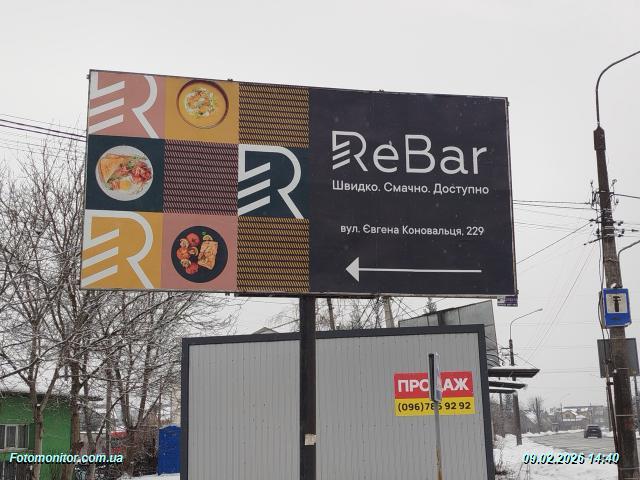 ReBar
Швидко. Смачно. Доступно
вул. Євгена Коновальця, 229
ПРОДАЖ
(096)785 92 92
Fotomonitor.com.ua
09.02.2026 14:40